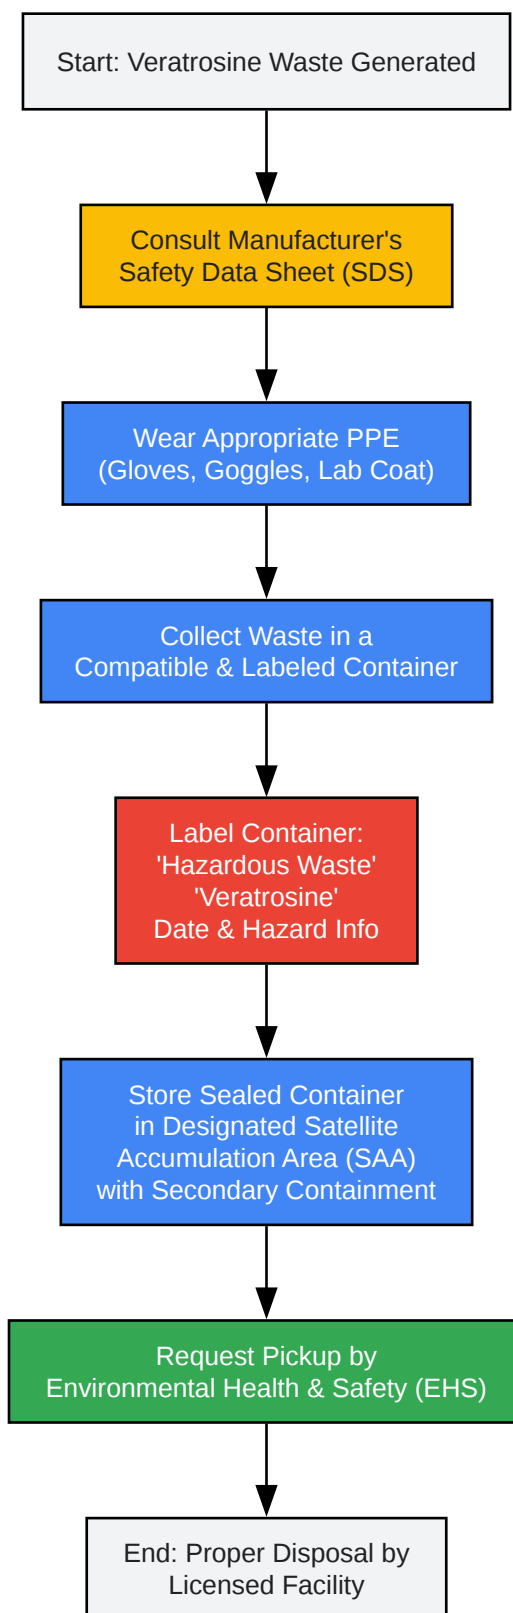 Start: Veratrosine Waste Generated
Consult Manufacturer's
Safety Data Sheet (SDS)
Wear Appropriate PPE
(Gloves, Goggles, Lab Coat)
Collect Waste in a
Compatible & Labeled Container
Label Container:
'Hazardous Waste'
'Veratrosine'
Date & Hazard Info
Store Sealed Container
in Designated Satellite
Accumulation Area (SAA)
with Secondary Containment
Request Pickup by
Environmental Health & Safety (EHS)
End: Proper Disposal by
Licensed Facility